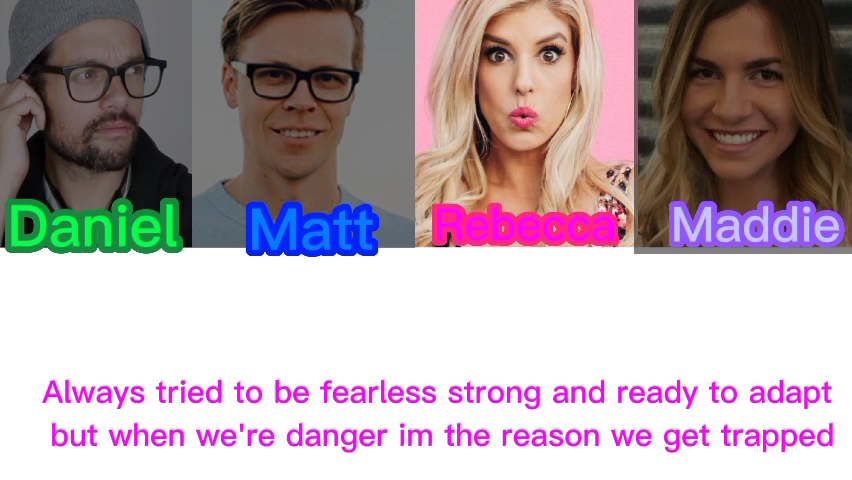 Daniel Matt Rebecca Maddie
Always tried to be fearless strong and ready to adapt
but when we're danger im the reason we get trapped